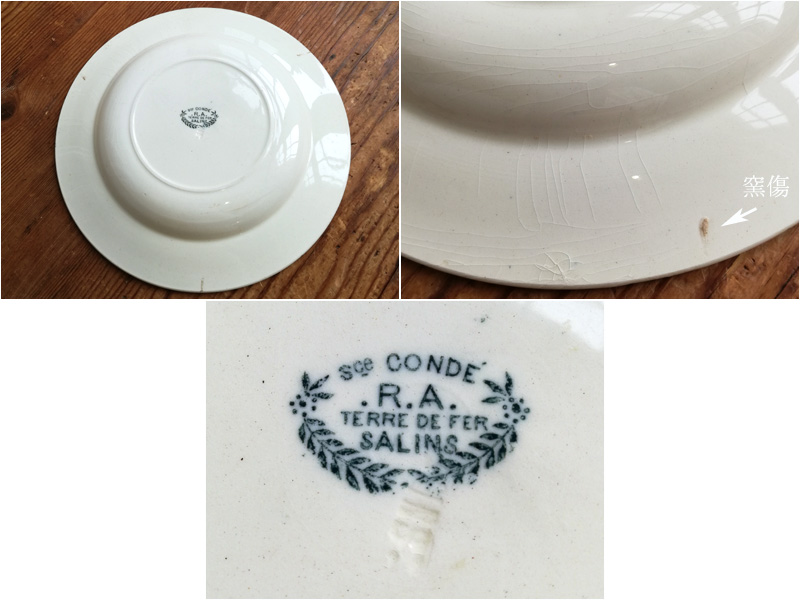 窯傷
Sce CONDÉ
.R.A.
TERRE DE FER
SALINS